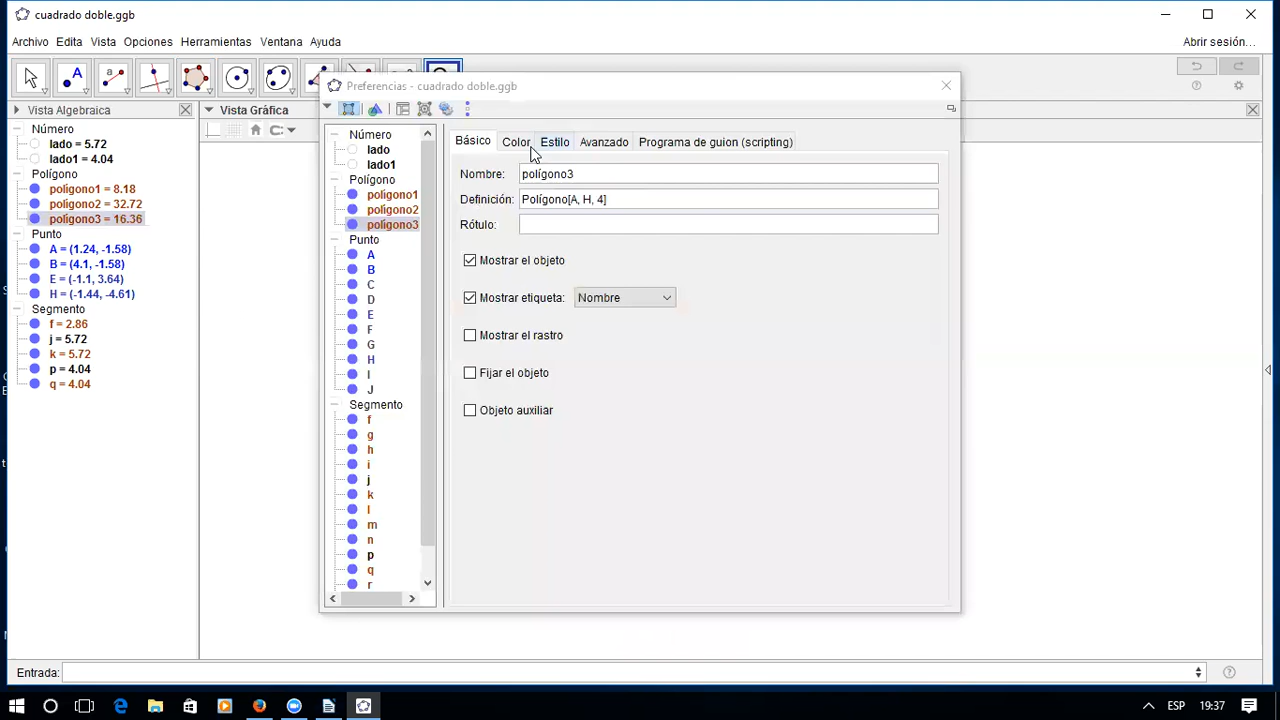 cuadrado doble.ggb
Archivo Edita Vista Opciones Herramientas Ventana Ayuda
Abrir sesión...
Vista Algebraica
Vista Gráfica
Número
lado = 5.72
lado1 = 4.04
Polígono
polígono1 = 8.18
polígono2 = 32.72
polígono3 = 16.36
Punto
A = (1.24, -1.58)
B = (4.1, -1.58)
E = (-1.1, 3.64)
H = (-1.44, -4.61)
Segmento
f = 2.86
j = 5.72
k = 5.72
p = 4.04
q = 4.04
Preferencias - cuadrado doble.ggb
Número
lado
lado1
Polígono
polígono1
polígono2
polígono3
Punto
A
B
C
D
E
F
G
H
I
J
Segmento
f
g
h
i
j
k
l
m
n
p
q
r
Básico Color Estilo Avanzado Programa de guion (scripting)
Nombre: polígono3
Definición: Polígono[A, H, 4]
Rótulo:
Mostrar el objeto
Mostrar etiqueta: Nombre
Mostrar el rastro
Fijar el objeto
Objeto auxiliar
Entrada:
ESP 19:37